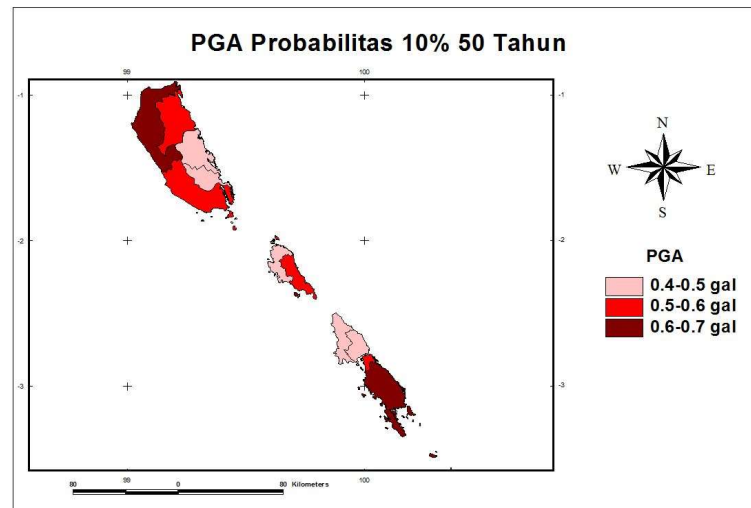 PGA Probabilitas 10% 50 Tahun
99
100
-1
-1
-2
-2
-3
-3
99
100
N
W
E
S
PGA
0.4-0.5 gal
0.5-0.6 gal
0.6-0.7 gal
80
0
80 Kilometers